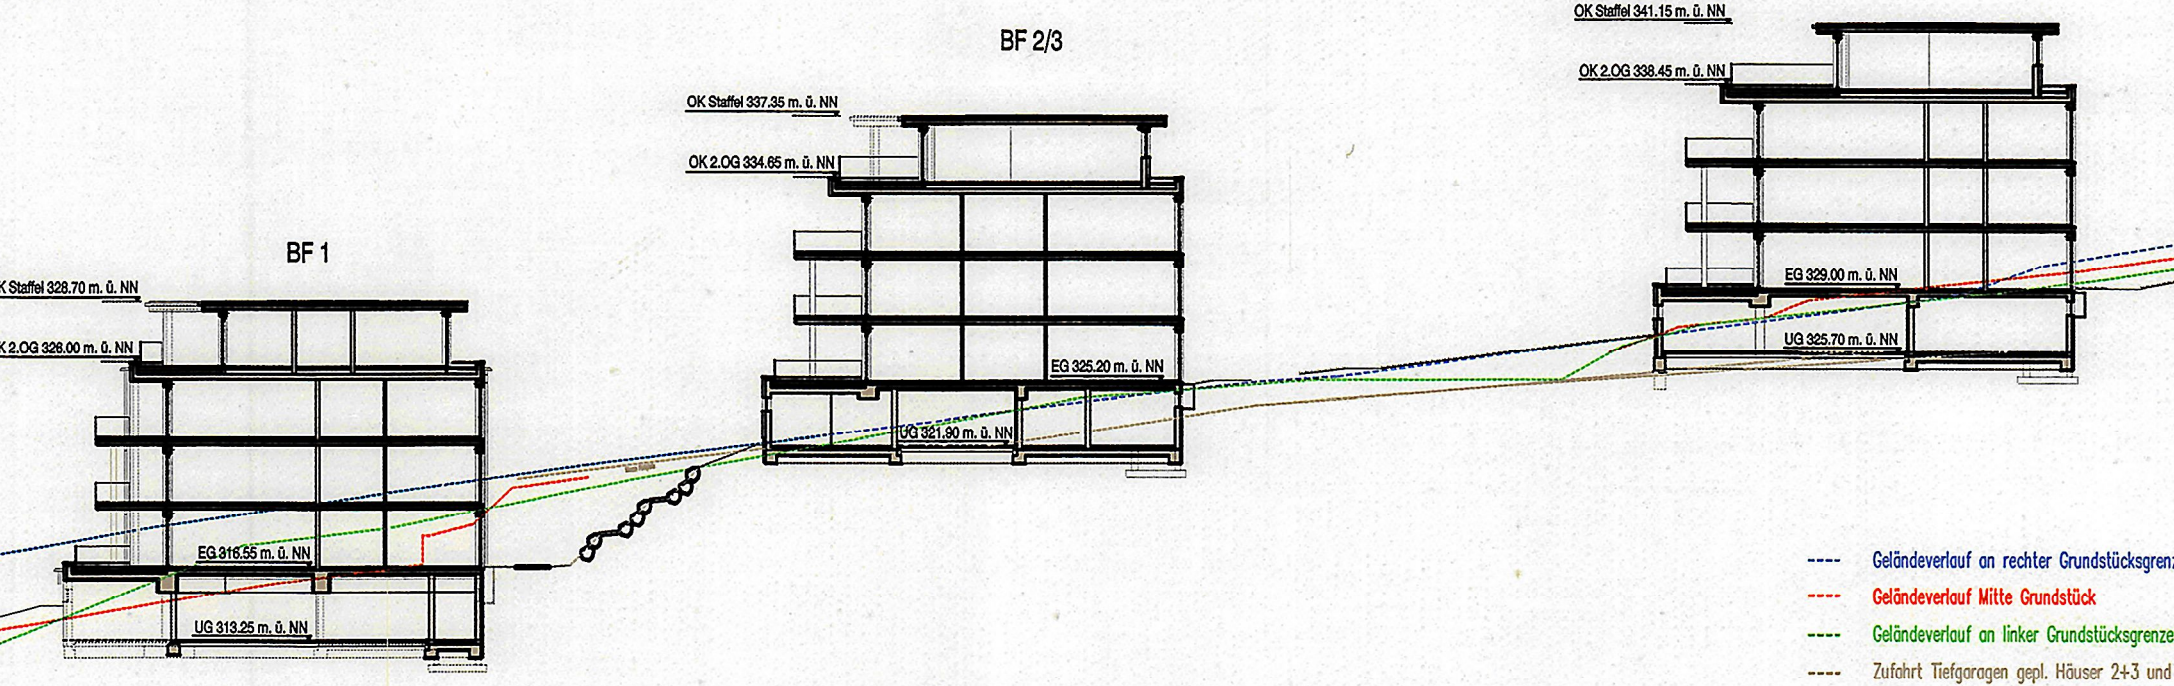 OK Staffel 341.15 m. ü. NN
BF 2/3
OK 2.OG 338.45 m. ü. NN
OK Staffel 337.35 m. ü. NN
OK 2.OG 334.65 m. ü. NN
BF 1
EG 329.00 m. ü. NN
K Staffel 328.70 m. ü. NN
UG 325.70 m. ü. NN
K 2.OG 326.00 m. ü. NN
EG 325.20 m. ü. NN
UG 321.90 m. ü. NN
EG 316.55 m. ü. NN
UG 313.25 m. ü. NN
Geländeverlauf an rechter Grundstücksgrenz
Geländeverlauf Mitte Grundstück
Geländeverlauf an linker Grundstücksgrenze
Zufahrt Tiefgaragen gepl. Häuser 2+3 und